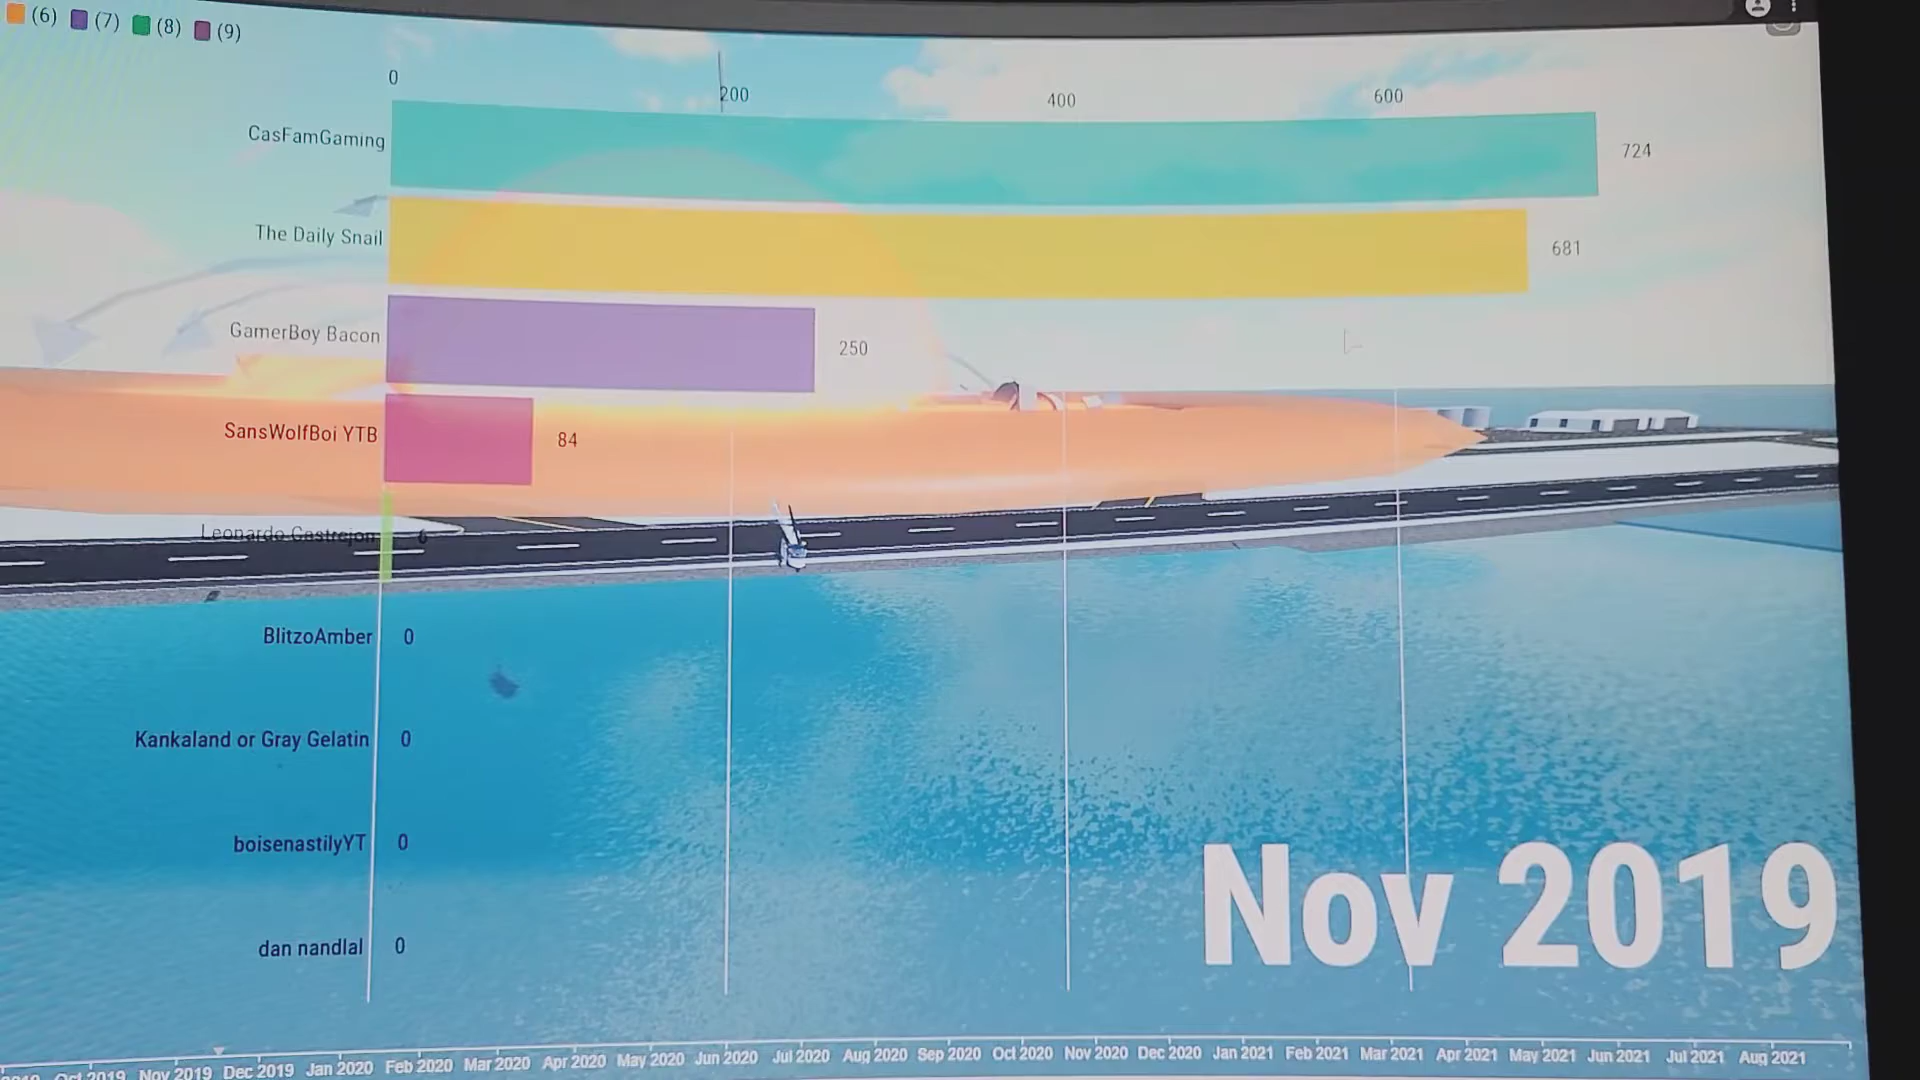 (6) (7) (8) (9)
0 200 400 600
CasFamGaming 724
The Daily Snail 681
GamerBoy Bacon 250
SansWolfBoi YTB 84
Leonardo Castrejon 6
BlitzoAmber 0
Kankaland or Gray Gelatin 0
boisenastilyYT 0
dan nandlal 0
Nov 2019
Oct 2019 Nov 2019 Dec 2019 Jan 2020 Feb 2020 Mar 2020 Apr 2020 May 2020 Jun 2020 Jul 2020 Aug 2020 Sep 2020 Oct 2020 Nov 2020 Dec 2020 Jan 2021 Feb 2021 Mar 2021 Apr 2021 May 2021 Jun 2021 Jul 2021 Aug 2021